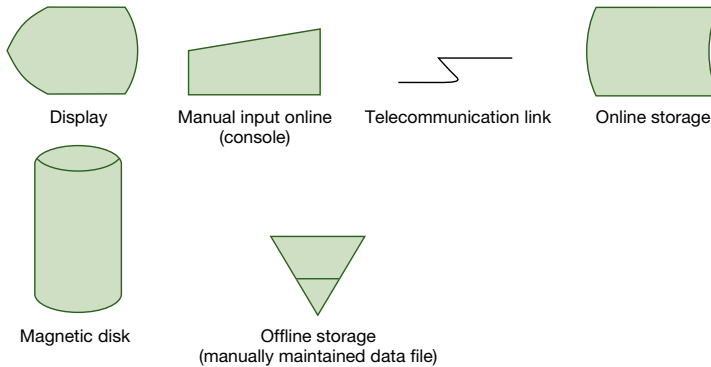 Display
Manual input online
(console)
Telecommunication link
Online storage
Magnetic disk
Offline storage
(manually maintained data file)